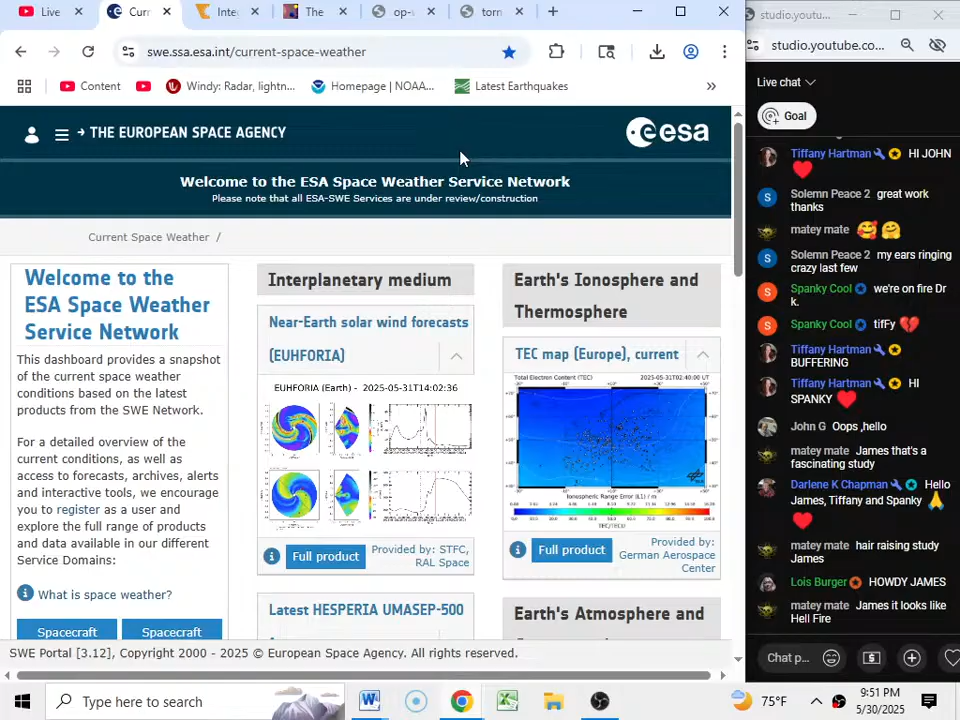 Live
Curr
Inte
The
op-
torn
swe.ssa.esa.int/current-space-weather
Content
Windy: Radar, lightn...
Homepage | NOAA...
Latest Earthquakes
THE EUROPEAN SPACE AGENCY
esa
Welcome to the ESA Space Weather Service Network
Please note that all ESA-SWE Services are under review/construction
Current Space Weather /
Welcome to the
ESA Space Weather
Service Network
This dashboard provides a snapshot
of the current space weather
conditions based on the latest
products from the SWE Network.
For a detailed overview of the
current conditions, as well as
access to forecasts, archives, alerts
and interactive tools, we encourage
you to register as a user and
explore the full range of products
and data available in our different
Service Domains:
What is space weather?
Spacecraft
Spacecraft
Interplanetary medium
Near-Earth solar wind forecasts
(EUHFORIA)
EUHFORIA (Earth) - 2025-05-31T14:02:36
Full product
Provided by: STFC,
RAL Space
Latest HESPERIA UMASEP-500
Earth's Ionosphere and
Thermosphere
TEC map (Europe), current
Total Electron Content (TEC)
2025-05-31T02:40:00 UT
Ionospheric Range Error (L1) / m
TEC/TECU
Full product
Provided by:
German Aerospace
Center
Earth's Atmosphere and
SWE Portal [3.12], Copyright 2000 - 2025 © European Space Agency. All rights reserved.
studio.youtu...
studio.youtube.co...
Live chat
Goal
Tiffany Hartman HI JOHN
Solemn Peace 2 great work
thanks
matey mate
Solemn Peace 2 my ears ringing
crazy last few
Spanky Cool we're on fire Dr
k.
Spanky Cool tifFy
Tiffany Hartman
BUFFERING
Tiffany Hartman HI
SPANKY
John G Oops ,hello
matey mate James that's a
fascinating study
Darlene K Chapman Hello
James, Tiffany and Spanky
matey mate hair raising study
James
Lois Burger HOWDY JAMES
matey mate James it looks like
Hell Fire
Chat p...
Type here to search
75°F
9:51 PM
5/30/2025